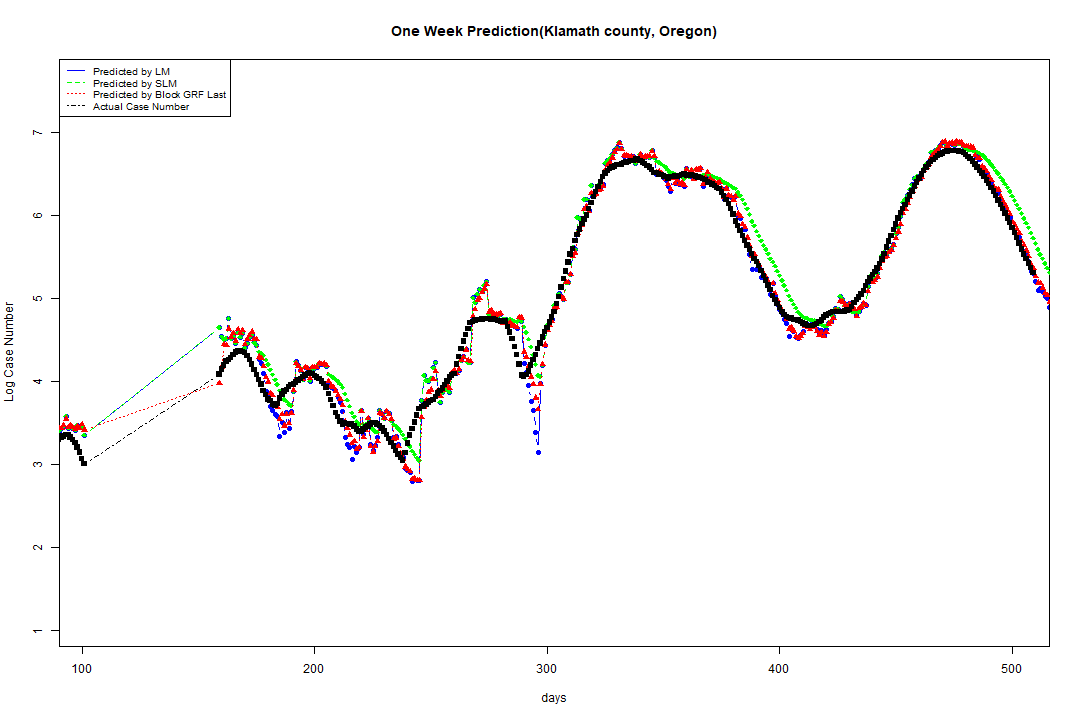 One Week Prediction(Klamath county, Oregon)
Predicted by LM
Predicted by SLM
Predicted by Block GRF Last
Actual Case Number
Log Case Number
7
6
5
4
3
2
1
100 200 300 400 500
days